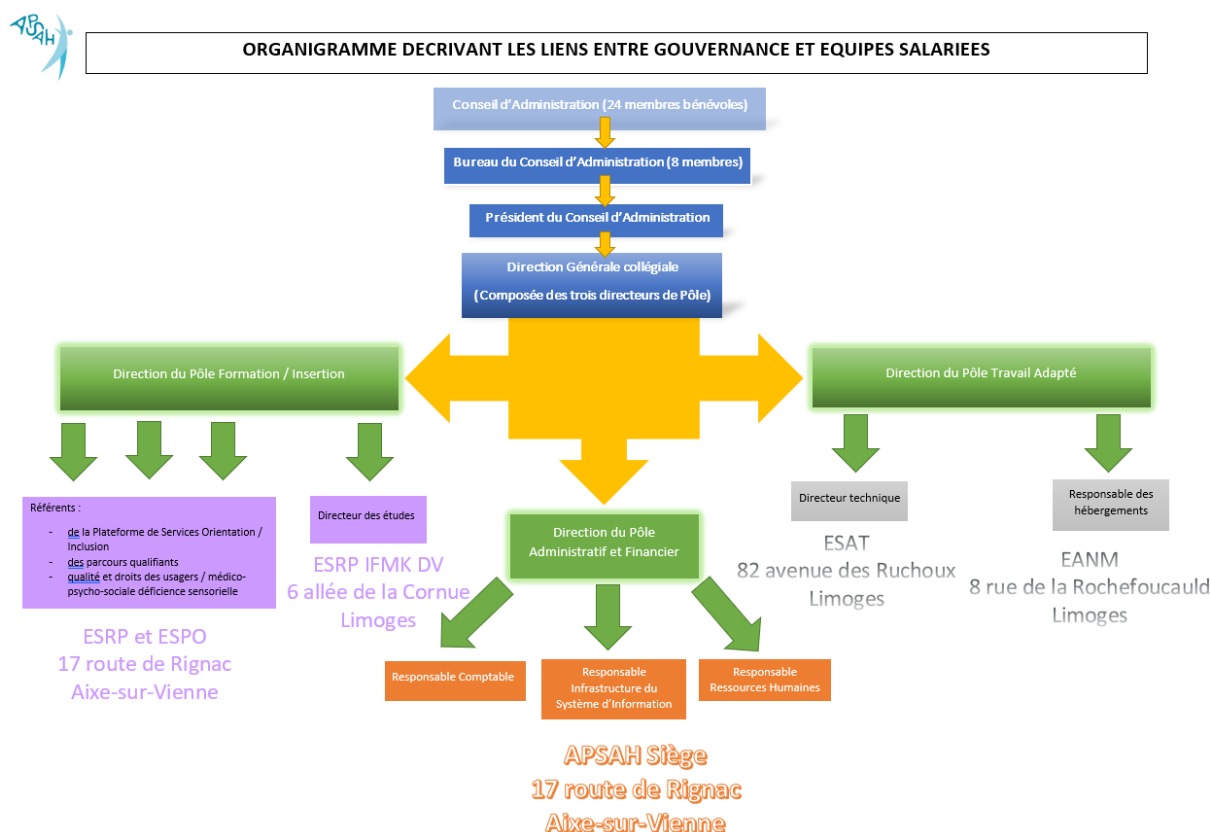 APSAH
ORGANIGRAMME DECRIVANT LES LIENS ENTRE GOUVERNANCE ET EQUIPES SALARIEES
Conseil d'Administration (24 membres bénévoles)
Bureau du Conseil d'Administration (8 membres)
Président du Conseil d'Administration
Direction Générale collégiale
(Composée des trois directeurs de Pôle)
Direction du Pôle Formation / Insertion
Direction du Pôle Travail Adapté
Référents :
- de la Plateforme de Services Orientation /
Inclusion
- des parcours qualifiants
- qualité et droits des usagers / médico-
psycho-sociale déficience sensorielle
ESRP et ESPO
17 route de Rignac
Aixe-sur-Vienne
Directeur des études
ESRP IFMK DV
6 allée de la Cornue
Limoges
Direction du Pôle
Administratif et Financier
Responsable Comptable
Responsable
Infrastructure du
Système d'Information
Responsable
Ressources Humaines
APSAH Siège
17 route de Rignac
Aixe-sur-Vienne
Directeur technique
ESAT
82 avenue des Ruchoux
Limoges
Responsable des
hébergements
EANM
8 rue de la Rochefoucauld
Limoges